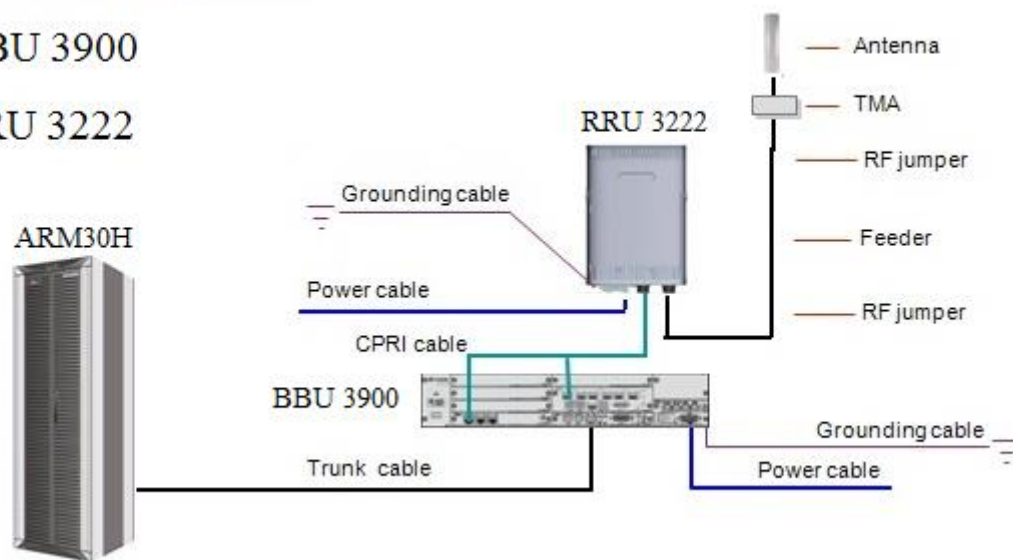 BU 3900
RU 3222
Antenna
TMA
RRU 3222
RF jumper
Grounding cable
ARM30H
Feeder
Power cable
RF jumper
CPRI cable
BBU 3900
Grounding cable
Trunk cable
Power cable